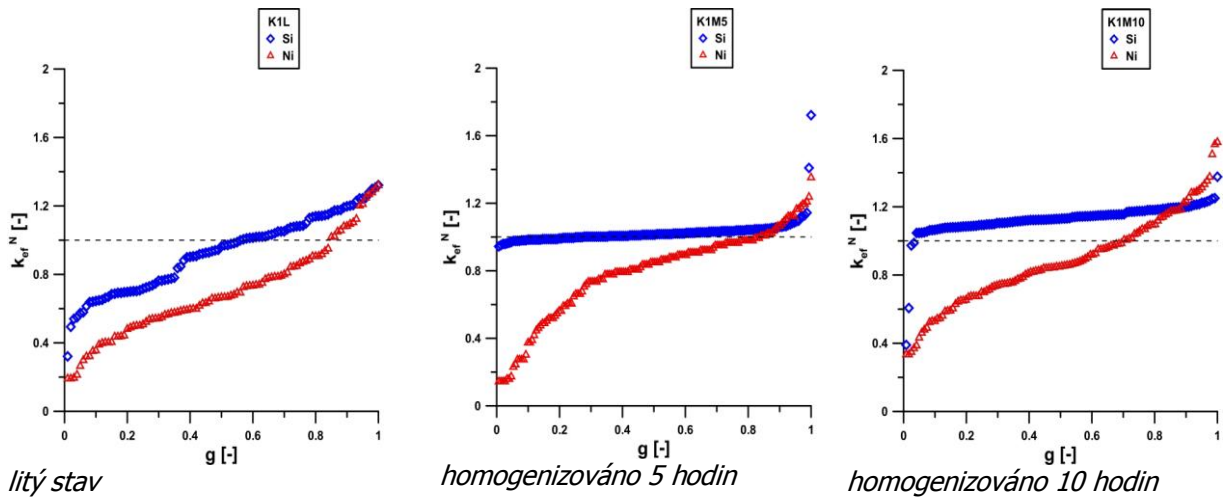 K1L
Si
Ni
2
1.6
1.2
0.8
0.4
0
k_ef^N [-]
0 0.2 0.4 0.6 0.8 1
g [-]
litý stav
K1M5
Si
Ni
2
1.6
1.2
0.8
0.4
0
k_ef^N [-]
0 0.2 0.4 0.6 0.8 1
g [-]
homogenizováno 5 hodin
K1M10
Si
Ni
2
1.6
1.2
0.8
0.4
0
k_ef^N [-]
0 0.2 0.4 0.6 0.8 1
g [-]
homogenizováno 10 hodin